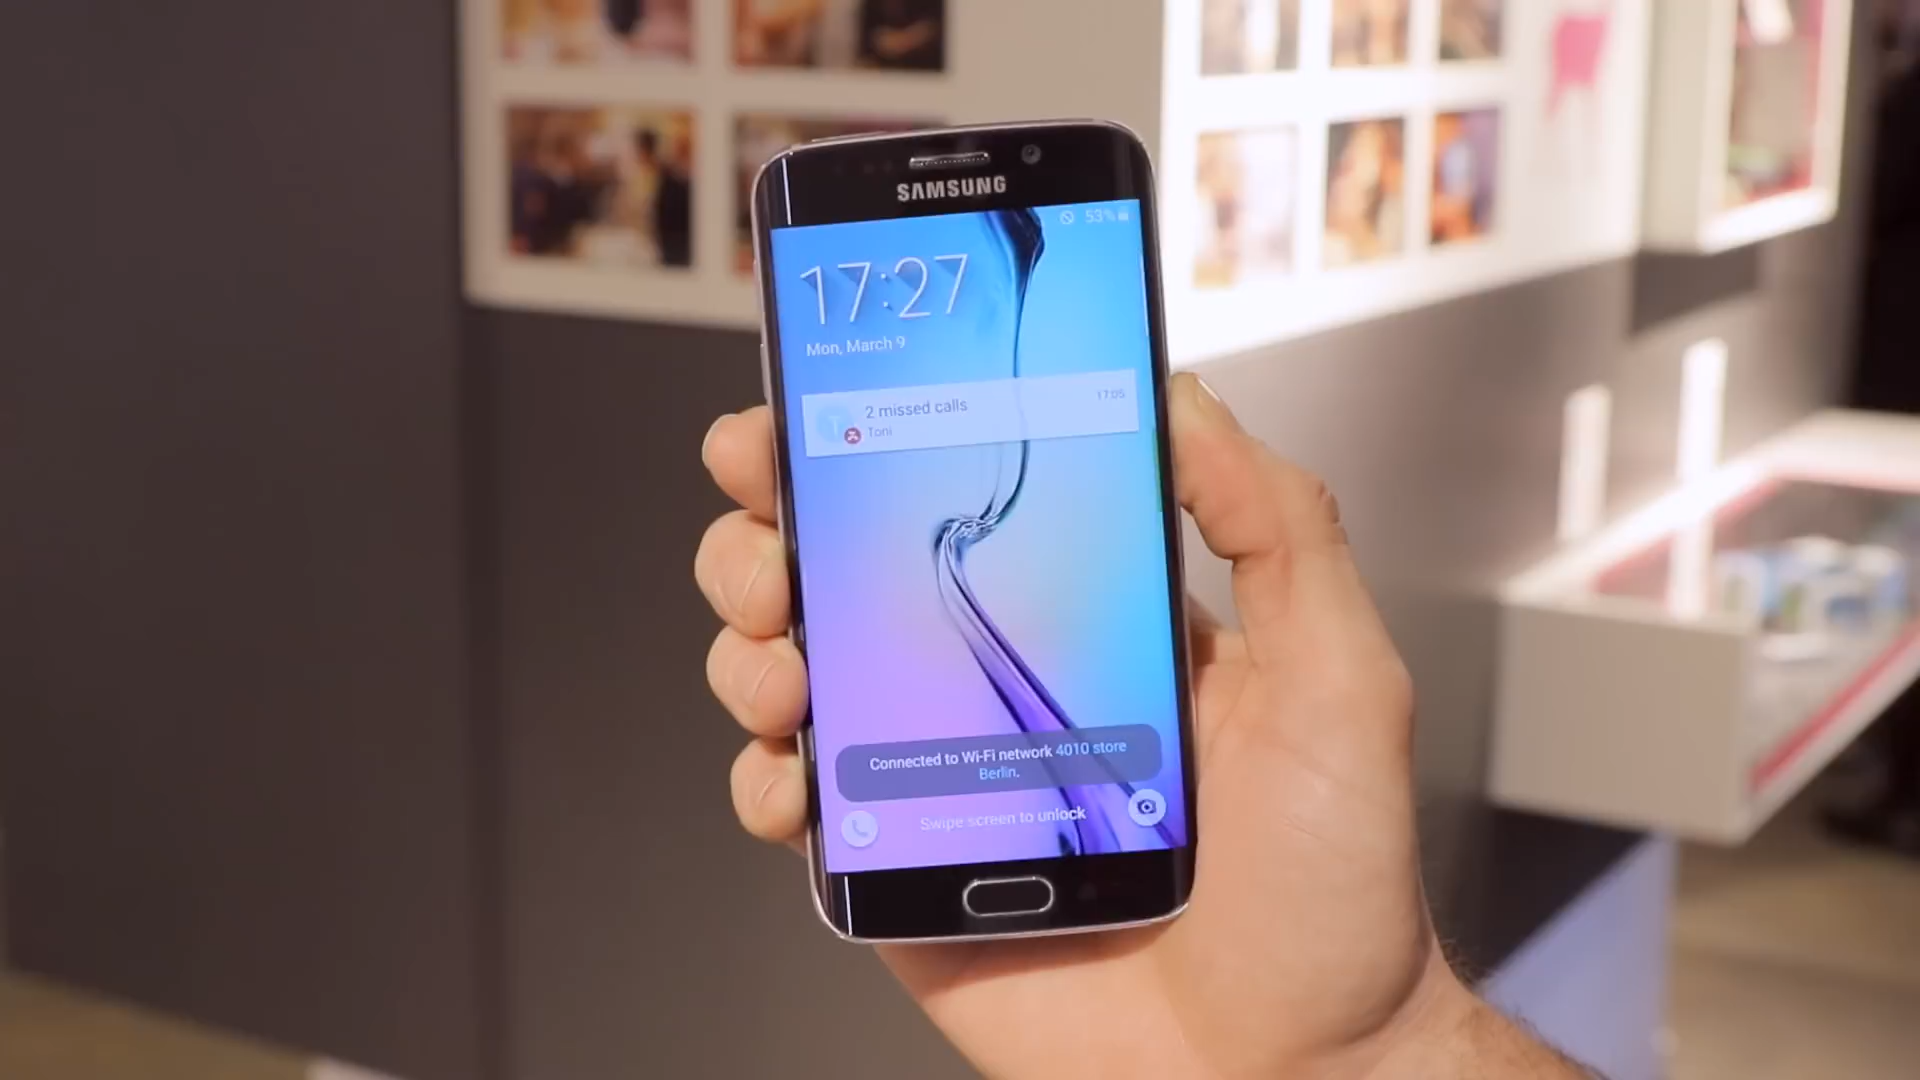 SAMSUNG
53%
17:27
Mon, March 9
2 missed calls
17:05
T
Toni
Connected to Wi-Fi network 4010 store
Berlin.
Swipe screen to unlock